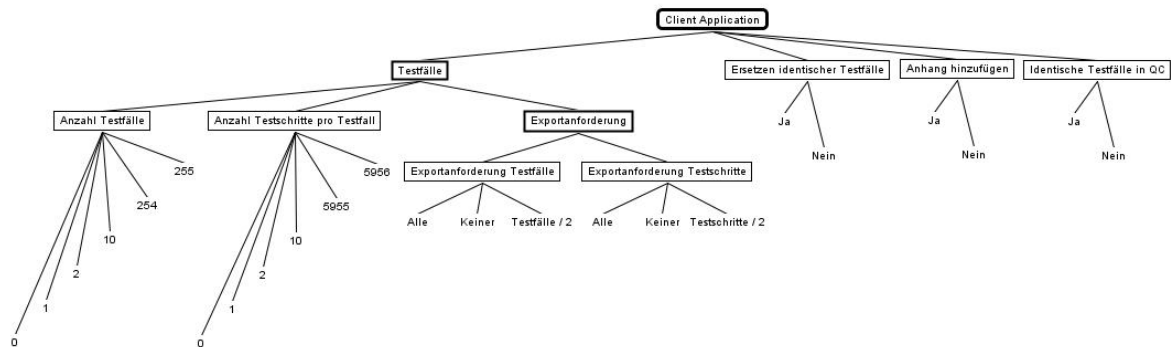 Client Application
Testfälle
Ersetzen identischer Testfälle
Anhang hinzufügen
Identische Testfälle in QC
Anzahl Testfälle
Anzahl Testschritte pro Testfall
Exportanforderung
Ja
Nein
Ja
Nein
Ja
Nein
255
254
10
2
1
0
5956
5955
10
2
1
0
Exportanforderung Testfälle
Exportanforderung Testschritte
Alle
Keiner
Testfälle / 2
Alle
Keiner
Testschritte / 2